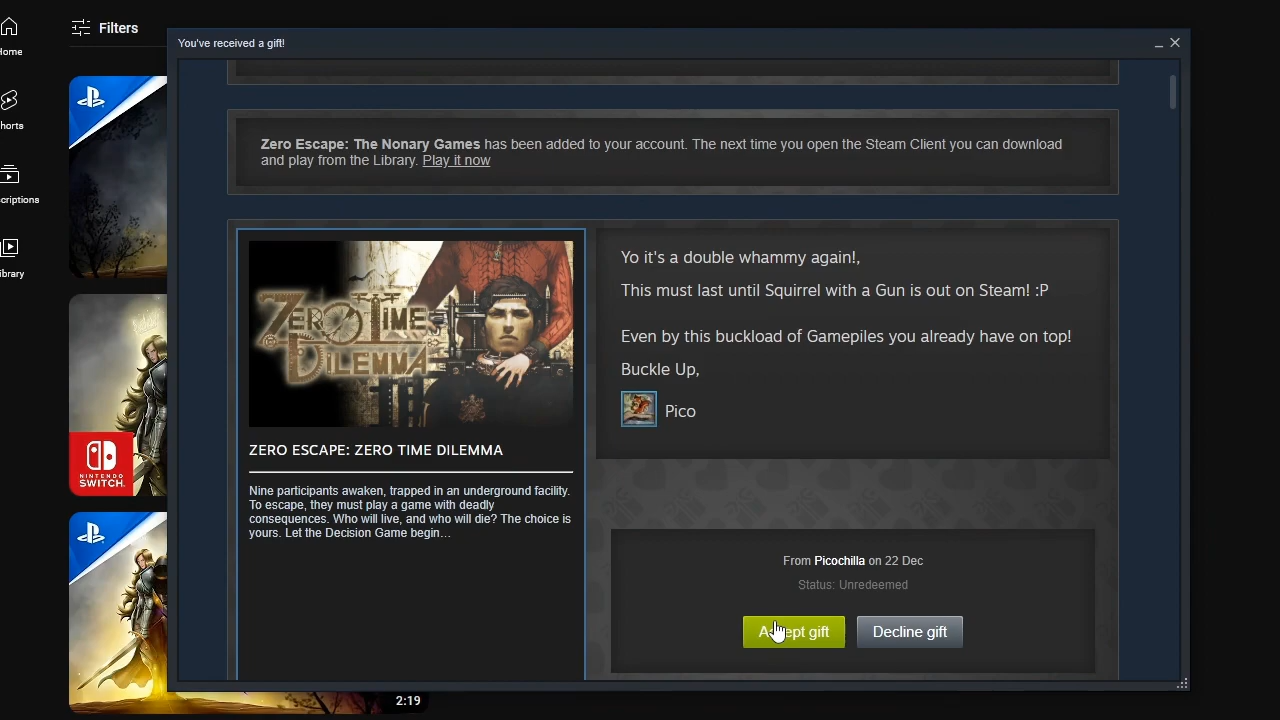 Filters
You've received a gift!
Home
horts
criptions
ibrary
Zero Escape: The Nonary Games has been added to your account. The next time you open the Steam Client you can download
and play from the Library. Play it now
ZERO TIME
DILEMMA
ZERO ESCAPE: ZERO TIME DILEMMA
Nine participants awaken, trapped in an underground facility.
To escape, they must play a game with deadly
consequences. Who will live, and who will die? The choice is
yours. Let the Decision Game begin...
Yo it's a double whammy again!,
This must last until Squirrel with a Gun is out on Steam! :P
Even by this buckload of Gamepiles you already have on top!
Buckle Up,
Pico
From Picochilla on 22 Dec
Status: Unredeemed
Accept gift
Decline gift
NINTENDO
SWITCH
2:19